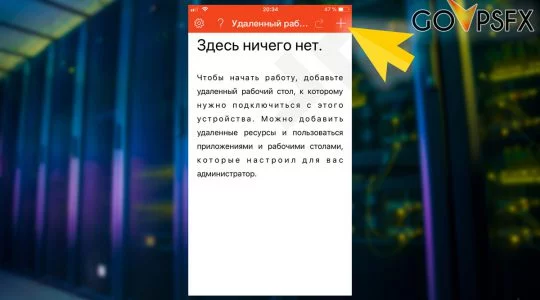 20:34
47 %
? Удаленный раб... +
GOVPSFX
Здесь ничего нет.
Чтобы начать работу, добавьте
удаленный рабочий стол, к которому
нужно подключиться с этого
устройства. Можно добавить
удаленные ресурсы и пользоваться
приложениями и рабочими столами,
которые настроил для вас
администратор.